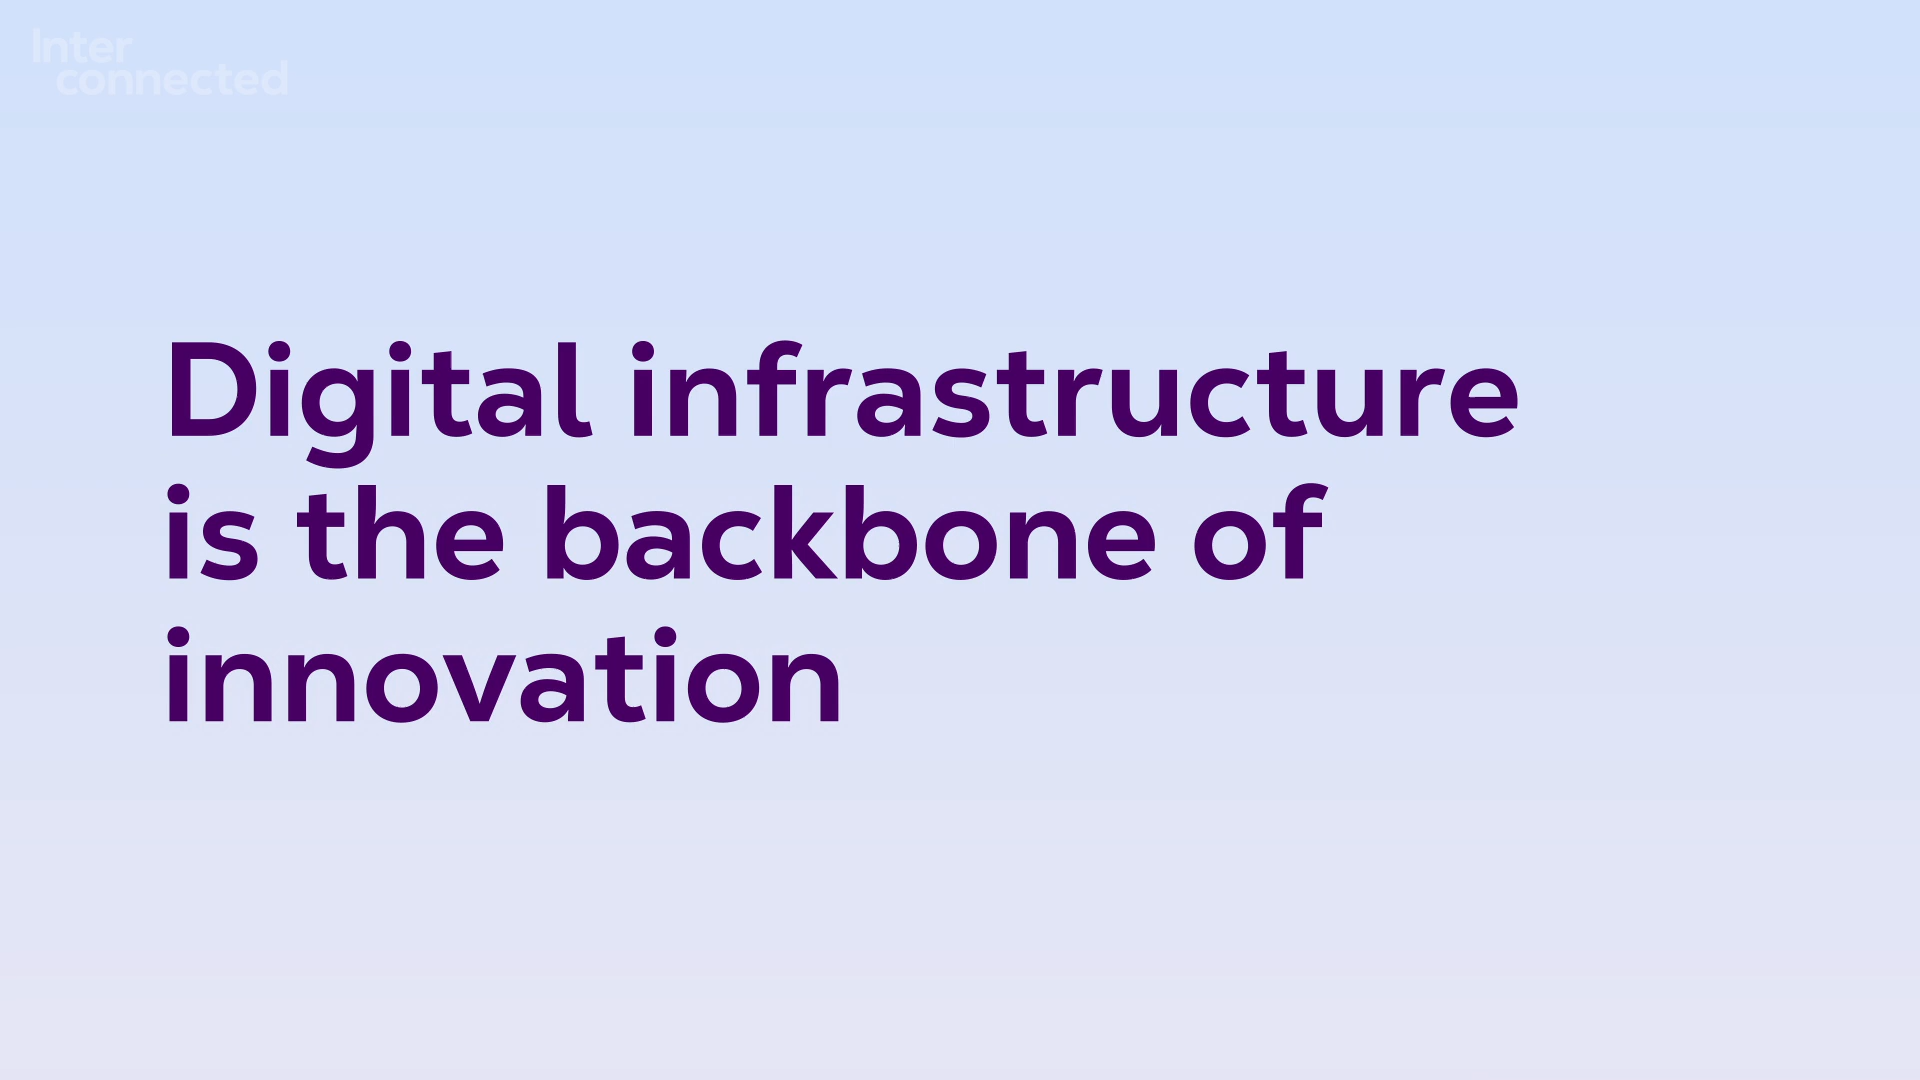 Inter
connected
Digital infrastructure
is the backbone of
innovation